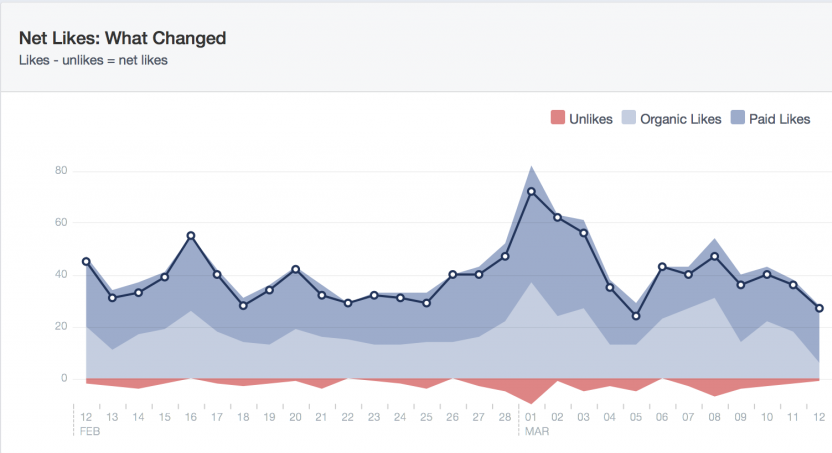 Net Likes: What Changed
Likes - unlikes = net likes
Unlikes Organic Likes Paid Likes
80
60
40
20
0
12 13 14 15 16 17 18 19 20 21 22 23 24 25 26 27 28 01 02 03 04 05 06 07 08 09 10 11 12
FEB MAR